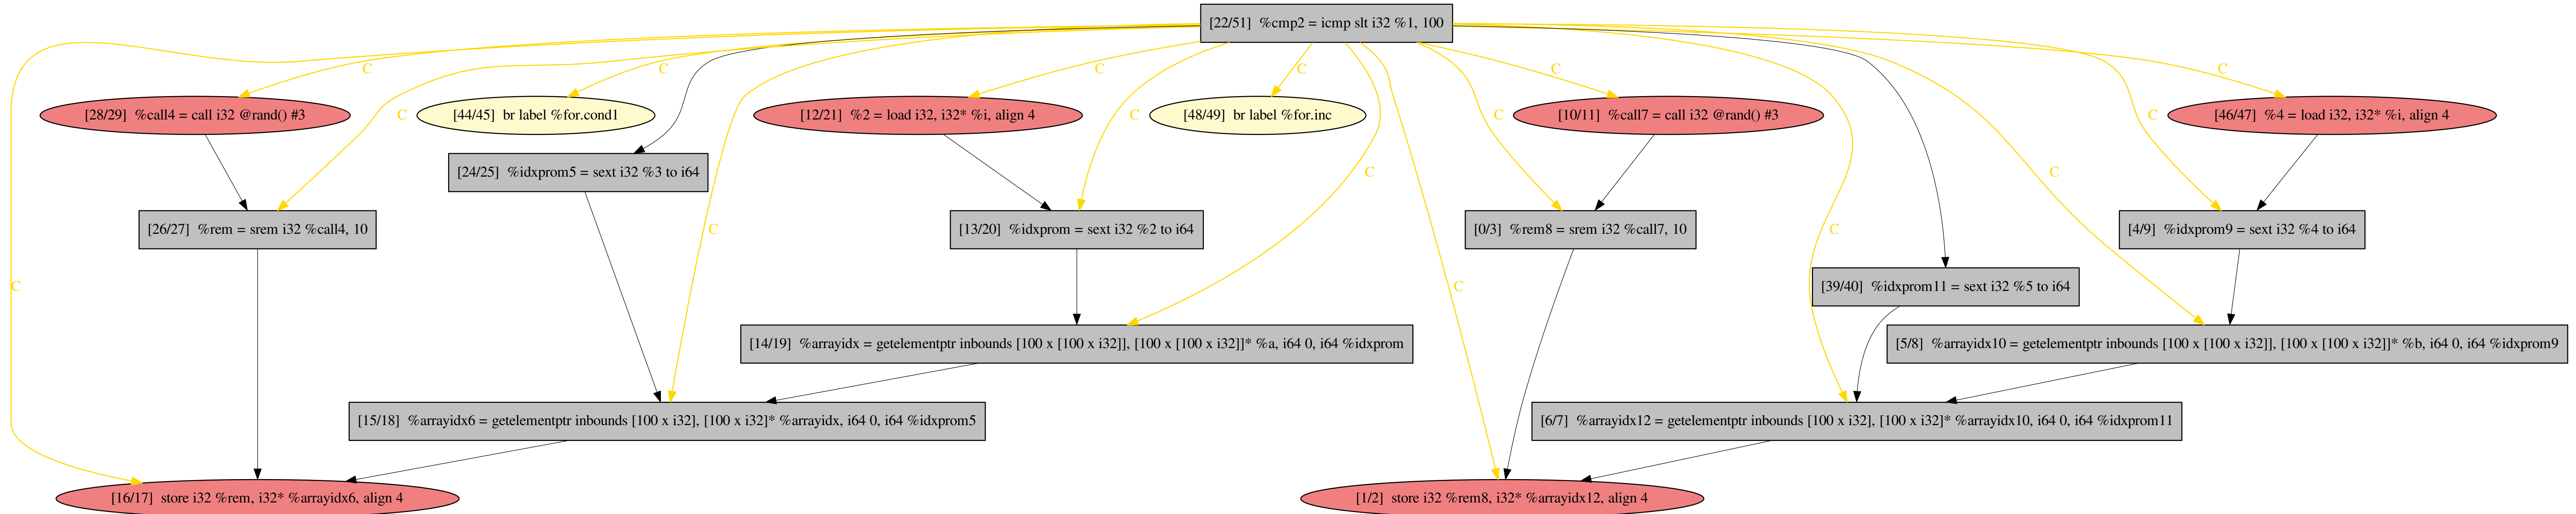 [22/51] %cmp2 = icmp slt i32 %1, 100
C
C
C
C
C
C
[28/29] %call4 = call i32 @rand() #3
[44/45] br label %for.cond1
[12/21] %2 = load i32, i32* %i, align 4
[48/49] br label %for.inc
[10/11] %call7 = call i32 @rand() #3
[46/47] %4 = load i32, i32* %i, align 4
C
C
C
C
[24/25] %idxprom5 = sext i32 %3 to i64
C
C
[26/27] %rem = srem i32 %call4, 10
C
[13/20] %idxprom = sext i32 %2 to i64
[0/3] %rem8 = srem i32 %call7, 10
C
[4/9] %idxprom9 = sext i32 %4 to i64
C
C
[39/40] %idxprom11 = sext i32 %5 to i64
[14/19] %arrayidx = getelementptr inbounds [100 x [100 x i32]], [100 x [100 x i32]]* %a, i64 0, i64 %idxprom
[5/8] %arrayidx10 = getelementptr inbounds [100 x [100 x i32]], [100 x [100 x i32]]* %b, i64 0, i64 %idxprom9
[15/18] %arrayidx6 = getelementptr inbounds [100 x i32], [100 x i32]* %arrayidx, i64 0, i64 %idxprom5
[6/7] %arrayidx12 = getelementptr inbounds [100 x i32], [100 x i32]* %arrayidx10, i64 0, i64 %idxprom11
[16/17] store i32 %rem, i32* %arrayidx6, align 4
[1/2] store i32 %rem8, i32* %arrayidx12, align 4